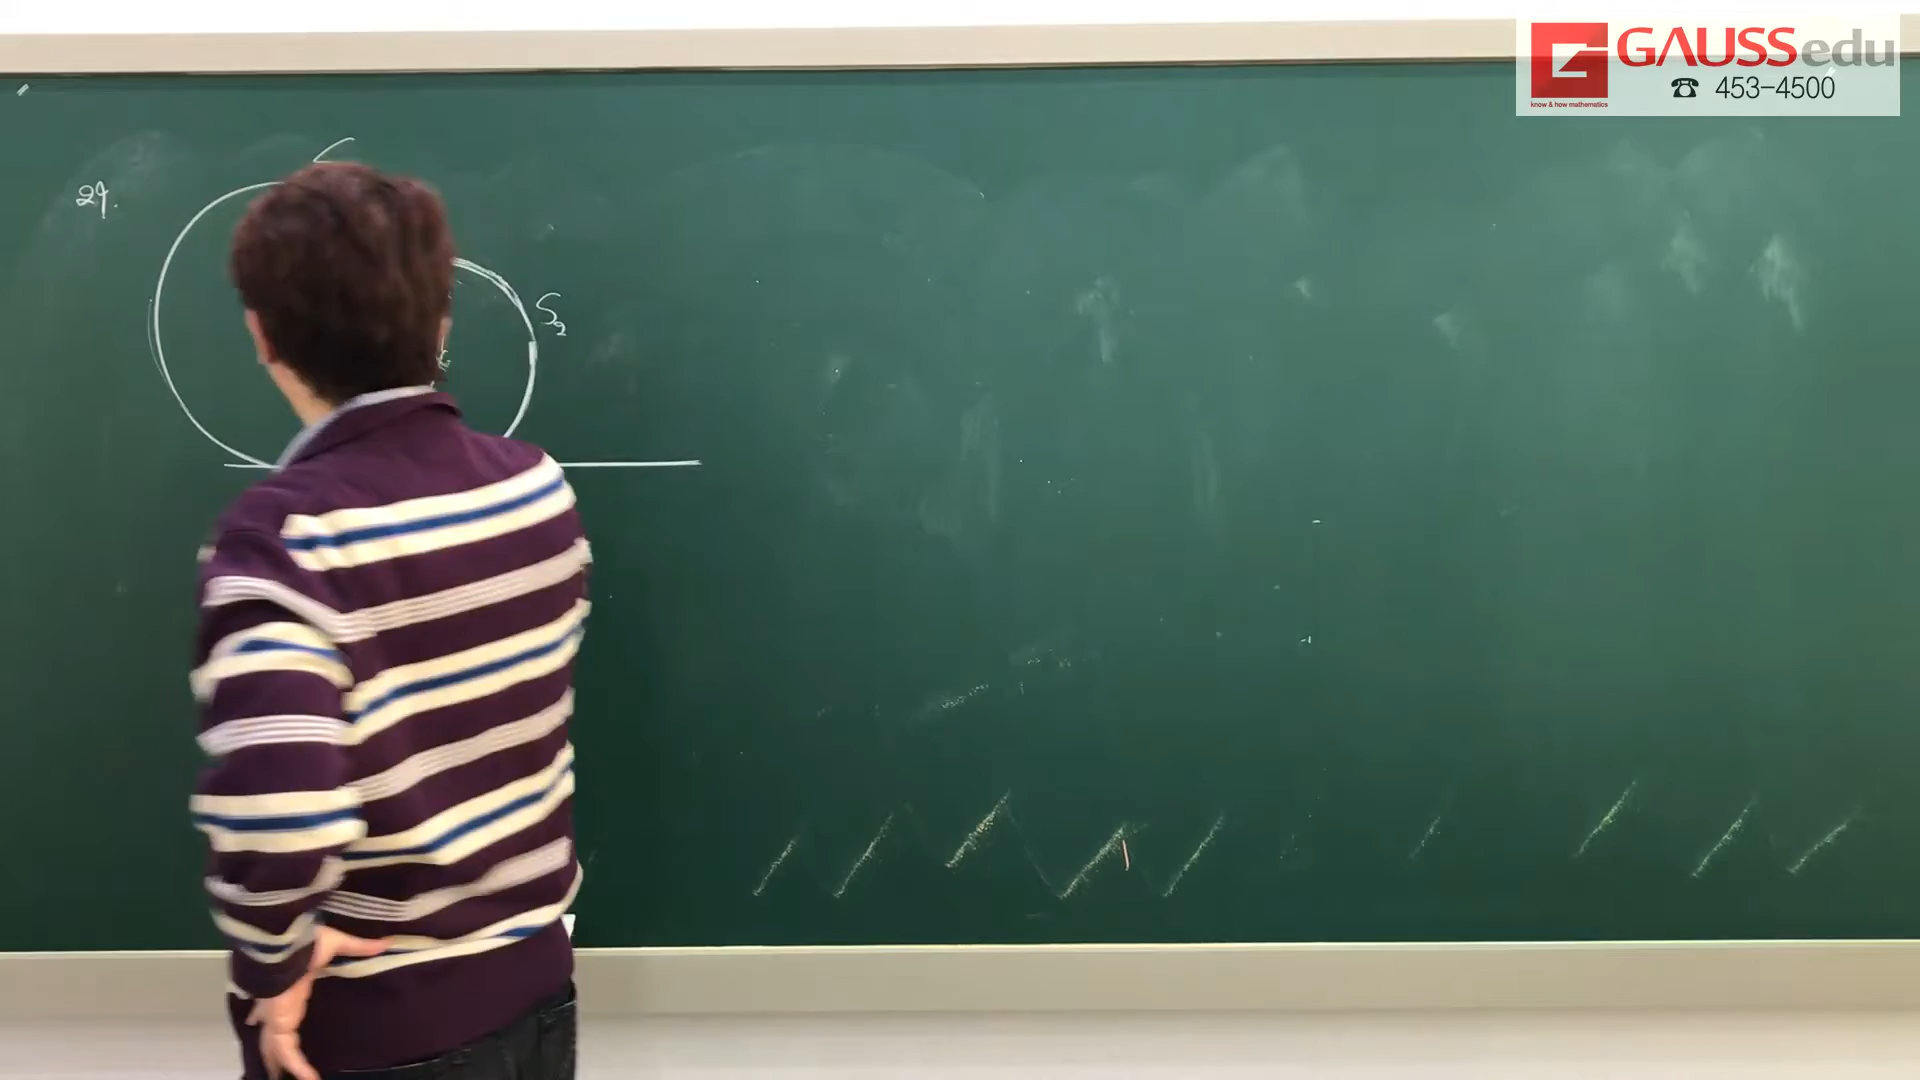 GAUSSedu
know & how mathematics
☎ 453-4500
29.
S₂